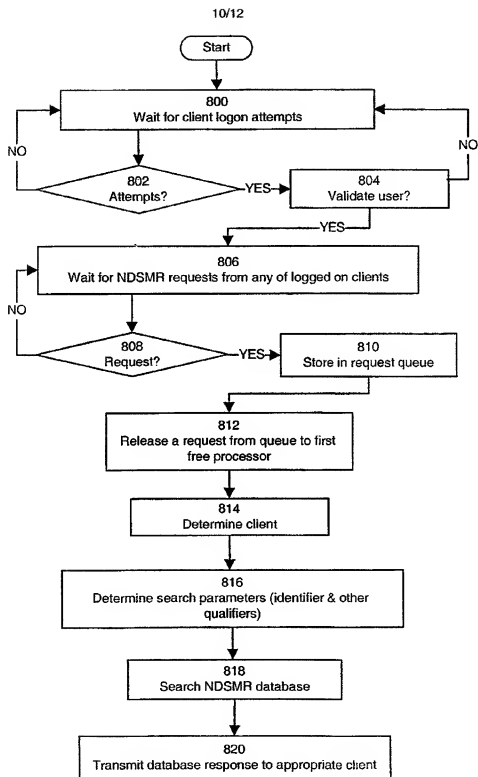 10/12
Start
800
Wait for client logon attempts
NO
NO
802
Attempts?
YES
804
Validate user?
YES
806
Wait for NDSMR requests from any of logged on clients
NO
808
Request?
YES
810
Store in request queue
812
Release a request from queue to first
free processor
814
Determine client
816
Determine search parameters (identifier & other
qualifiers)
818
Search NDSMR database
820
Transmit database response to appropriate client